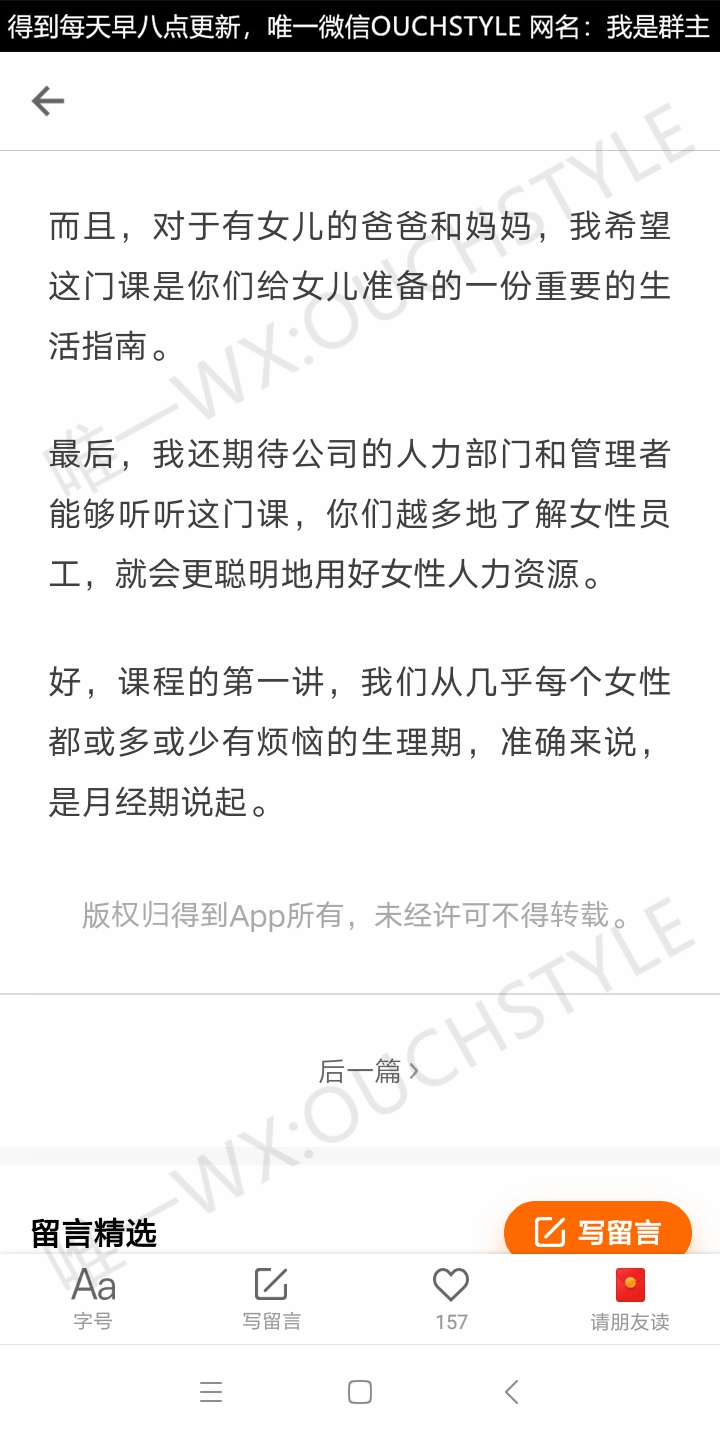 得到每天早八点更新，唯一微信OUCHSTYLE 网名：我是群主
而且，对于有女儿的爸爸和妈妈，我希望
这门课是你们给女儿准备的一份重要的生
活指南。
最后，我还期待公司的人力部门和管理者
能够听听这门课，你们越多地了解女性员
工，就会更聪明地用好女性人力资源。
好，课程的第一讲，我们从几乎每个女性
都或多或少有烦恼的生理期，准确来说，
是月经期说起。
版权归得到App所有，未经许可不得转载。
后一篇 ›
留言精选
写留言
Aa
字号
写留言
157
请朋友读
唯一WX:OUCHSTYLE
唯一WX:OUCHSTYLE